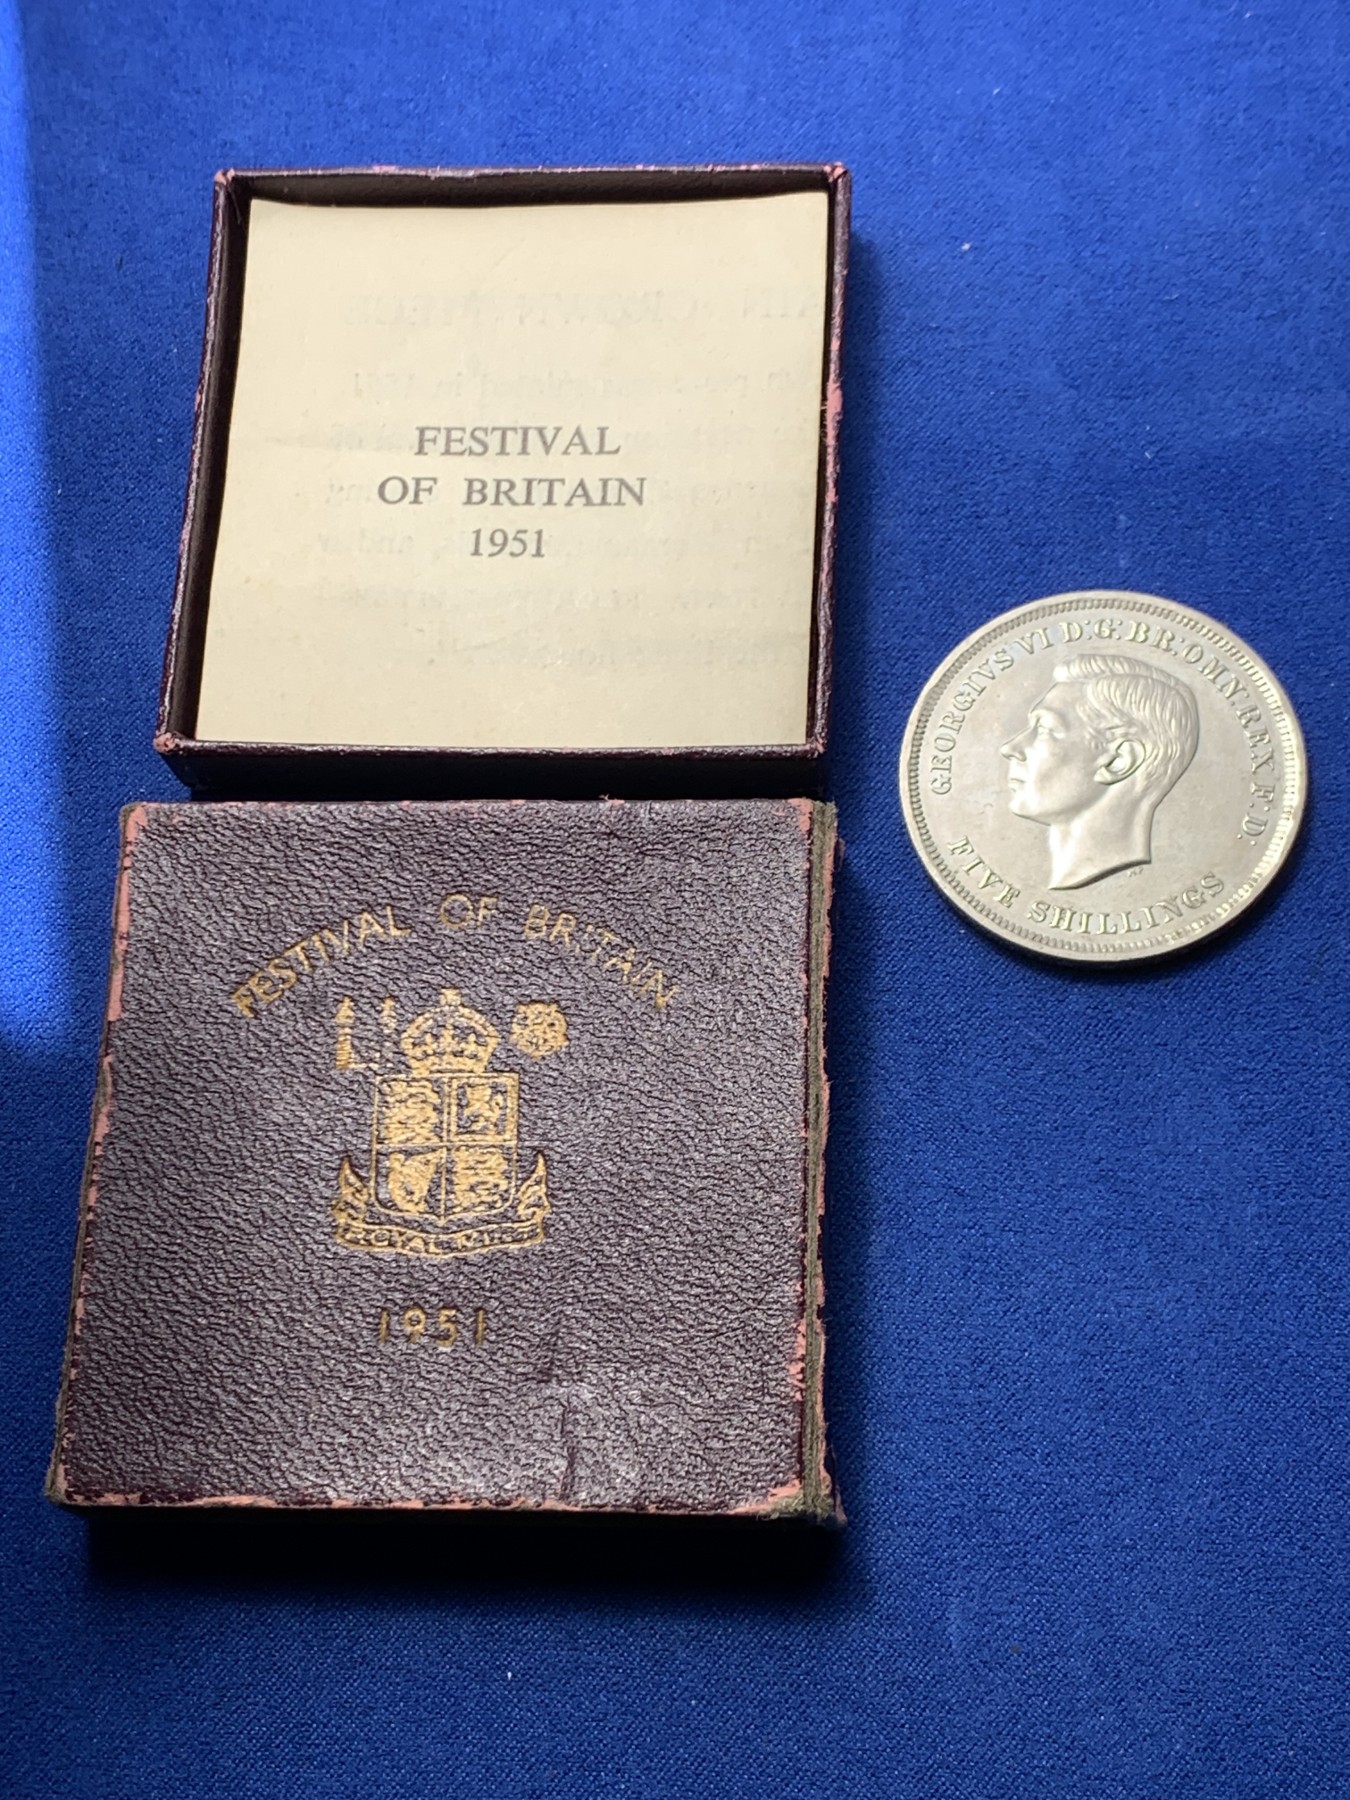 FESTIVAL
OF BRITAIN
1951
FESTIVAL OF BRITAIN
ROYAL MINT
1951
GEORGIVS VI D:G:BR:OMN:REX F:D:
FIVE SHILLINGS